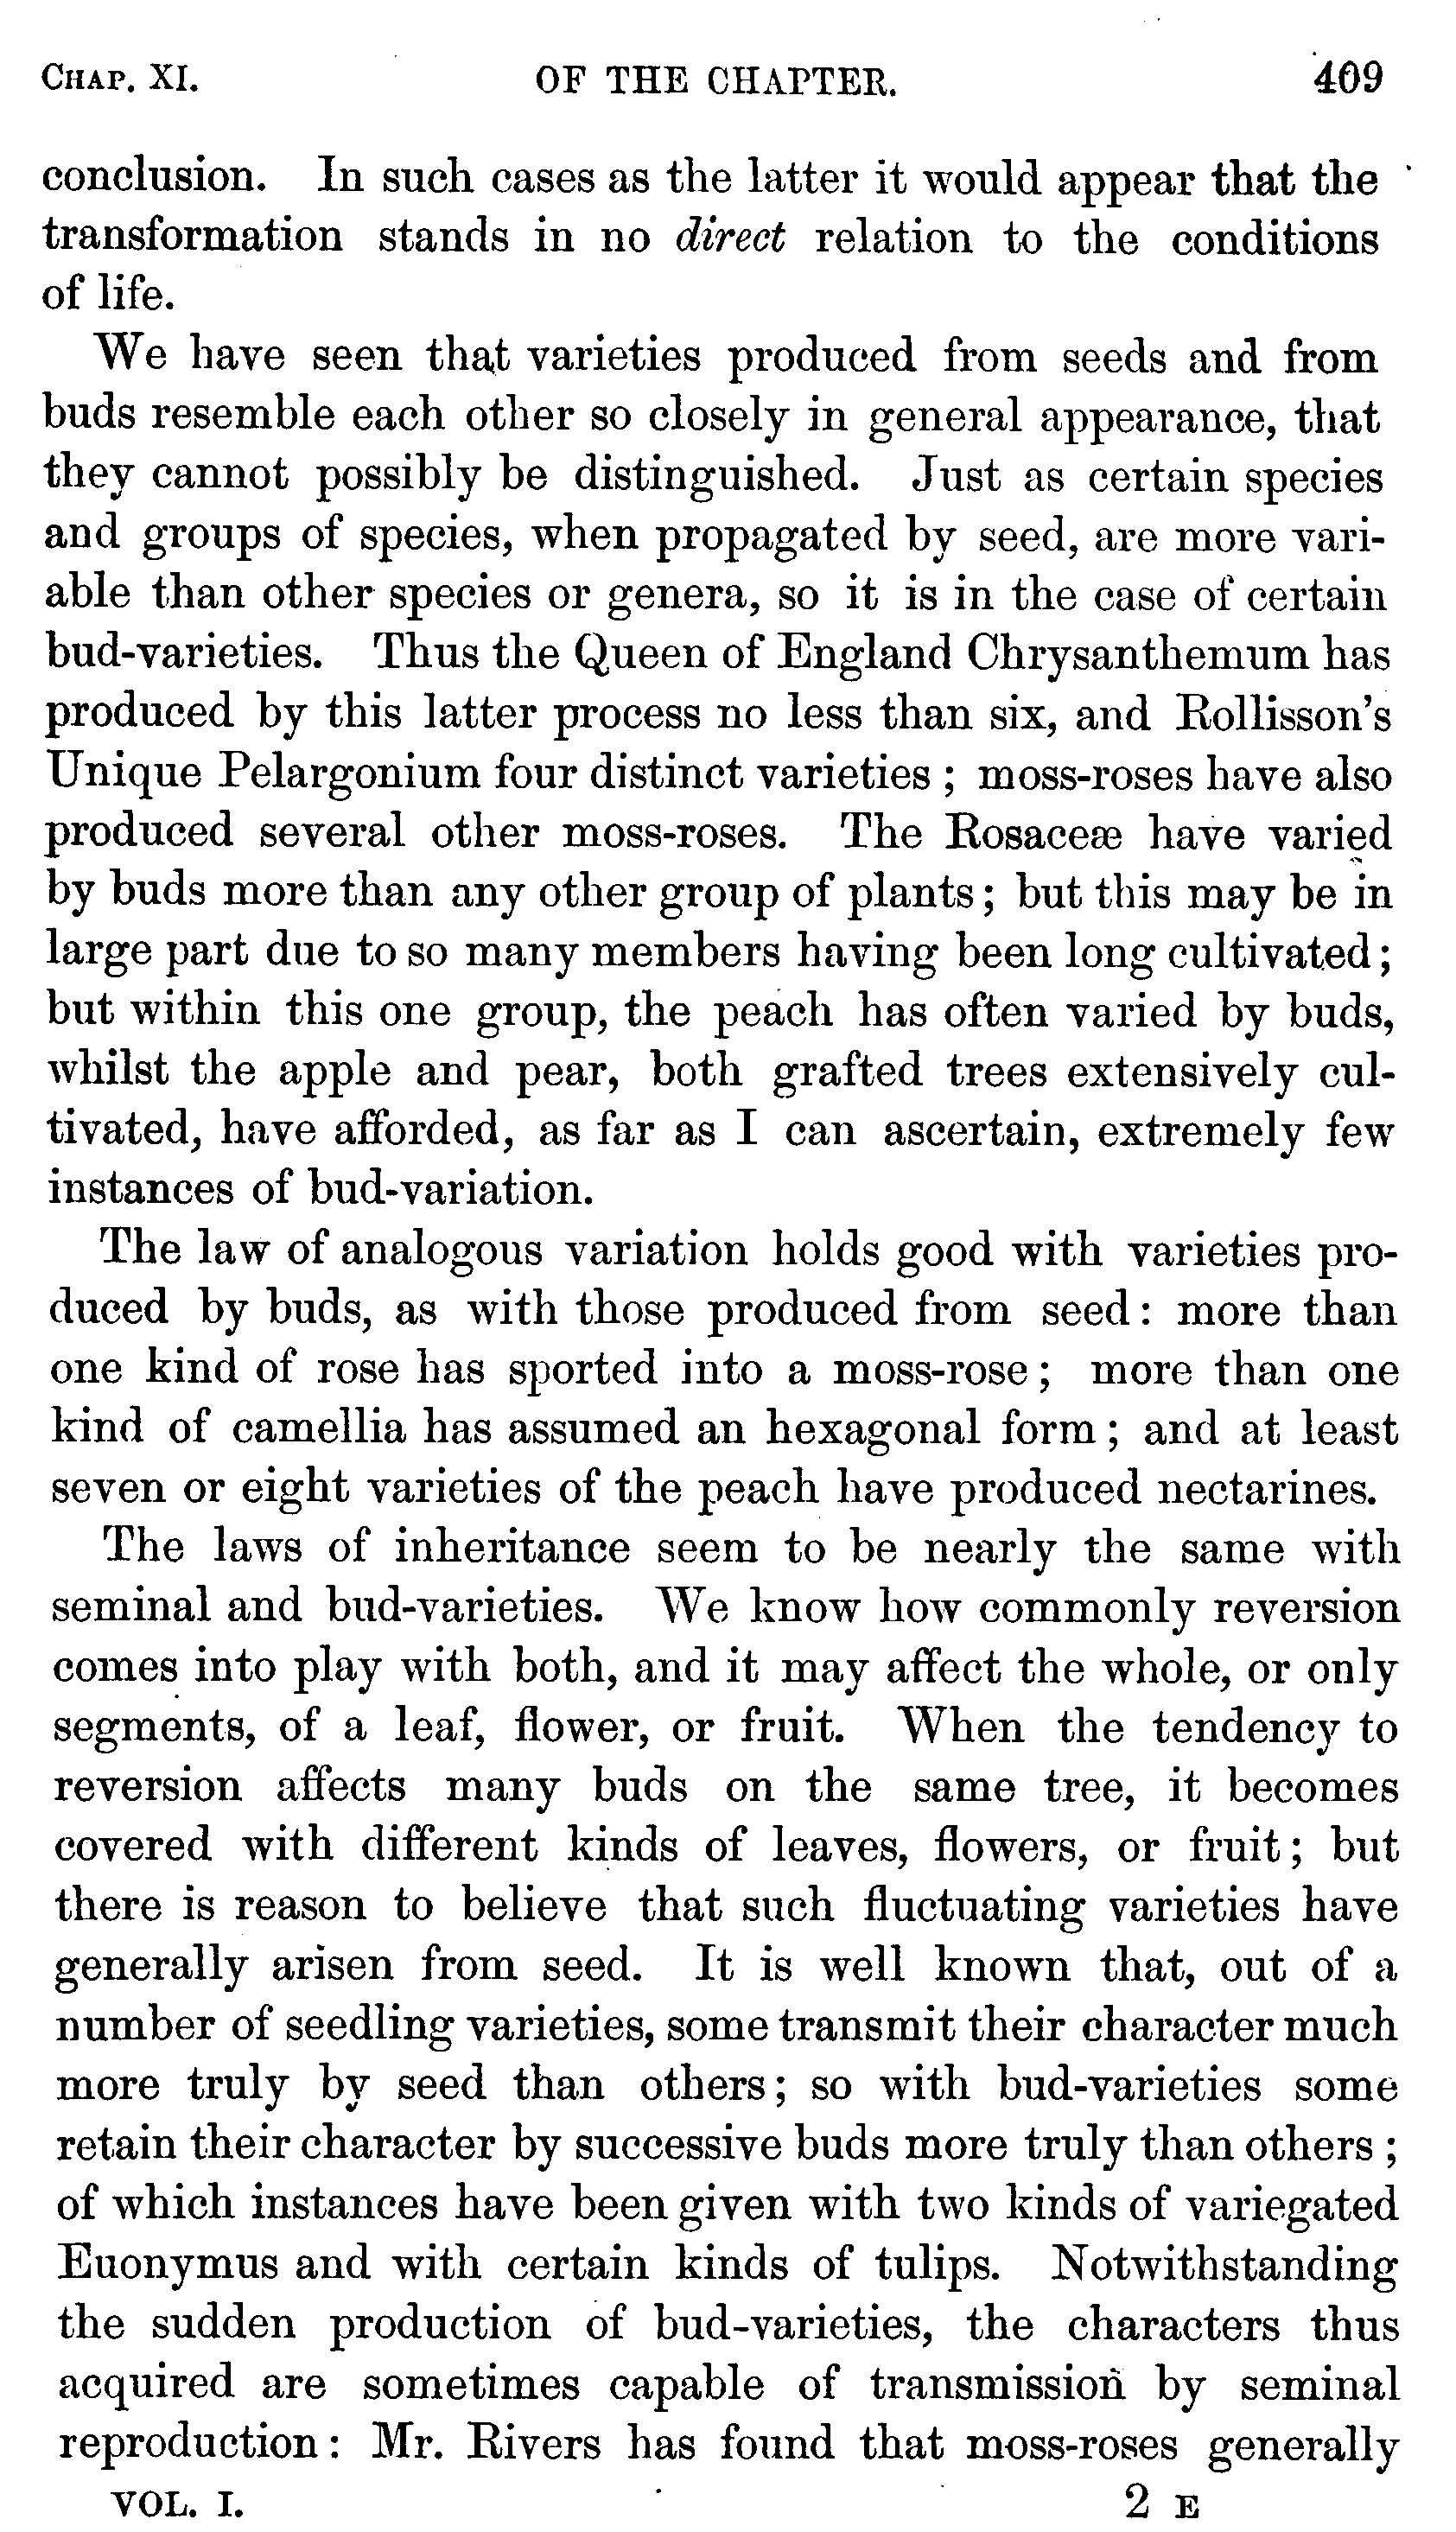 CHAP. XI. OF THE CHAPTER. 409
conclusion. In such cases as the latter it would appear that the
transformation stands in no direct relation to the conditions
of life.
We have seen that varieties produced from seeds and from
buds resemble each other so closely in general appearance, that
they cannot possibly be distinguished. Just as certain species
and groups of species, when propagated by seed, are more vari-
able than other species or genera, so it is in the case of certain
bud-varieties. Thus the Queen of England Chrysanthemum has
produced by this latter process no less than six, and Rollisson's
Unique Pelargonium four distinct varieties ; moss-roses have also
produced several other moss-roses. The Rosaceæ have varied
by buds more than any other group of plants; but this may be in
large part due to so many members having been long cultivated;
but within this one group, the peach has often varied by buds,
whilst the apple and pear, both grafted trees extensively cul-
tivated, have afforded, as far as I can ascertain, extremely few
instances of bud-variation.
The law of analogous variation holds good with varieties pro-
duced by buds, as with those produced from seed: more than
one kind of rose has sported into a moss-rose; more than one
kind of camellia has assumed an hexagonal form; and at least
seven or eight varieties of the peach have produced nectarines.
The laws of inheritance seem to be nearly the same with
seminal and bud-varieties. We know how commonly reversion
comes into play with both, and it may affect the whole, or only
segments, of a leaf, flower, or fruit. When the tendency to
reversion affects many buds on the same tree, it becomes
covered with different kinds of leaves, flowers, or fruit; but
there is reason to believe that such fluctuating varieties have
generally arisen from seed. It is well known that, out of a
number of seedling varieties, some transmit their character much
more truly by seed than others; so with bud-varieties some
retain their character by successive buds more truly than others ;
of which instances have been given with two kinds of variegated
Euonymus and with certain kinds of tulips. Notwithstanding
the sudden production of bud-varieties, the characters thus
acquired are sometimes capable of transmission by seminal
reproduction: Mr. Rivers has found that moss-roses generally
VOL. I. 2 E